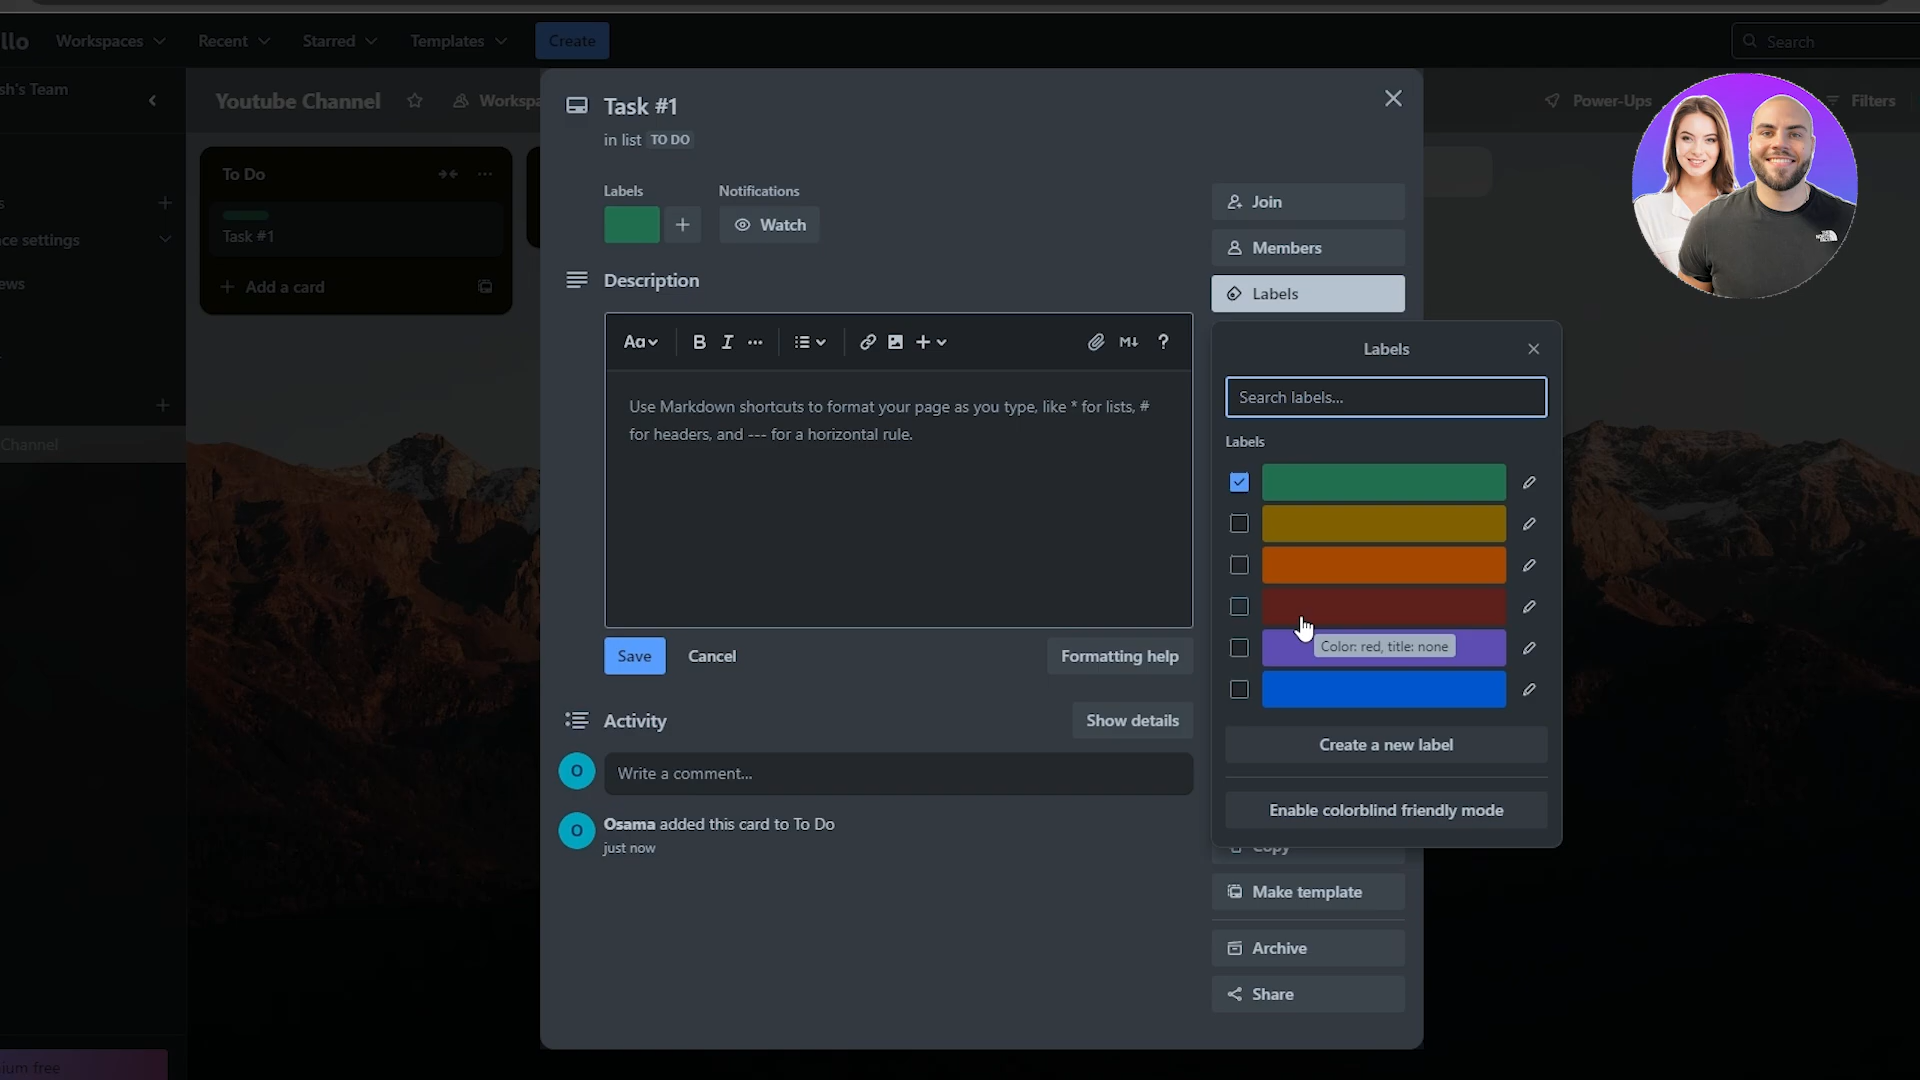 llo
Workspaces
Recent
Starred
Templates
Create
Search
sh's Team
Youtube Channel
Workspa
Power-Ups
Filters
To Do
Task #1
Add a card
s
ce settings
ews
Channel
ium free
Task #1
in list TO DO
Labels
Notifications
Watch
Description
Aa
B I ...
M↓ ?
Use Markdown shortcuts to format your page as you type, like * for lists, #
for headers, and --- for a horizontal rule.
Save
Cancel
Formatting help
Activity
Show details
O
Write a comment...
O
Osama added this card to To Do
just now
Join
Members
Labels
Labels
Search labels...
Labels
Color: red, title: none
Create a new label
Enable colorblind friendly mode
Copy
Make template
Archive
Share
THE NORTH FACE